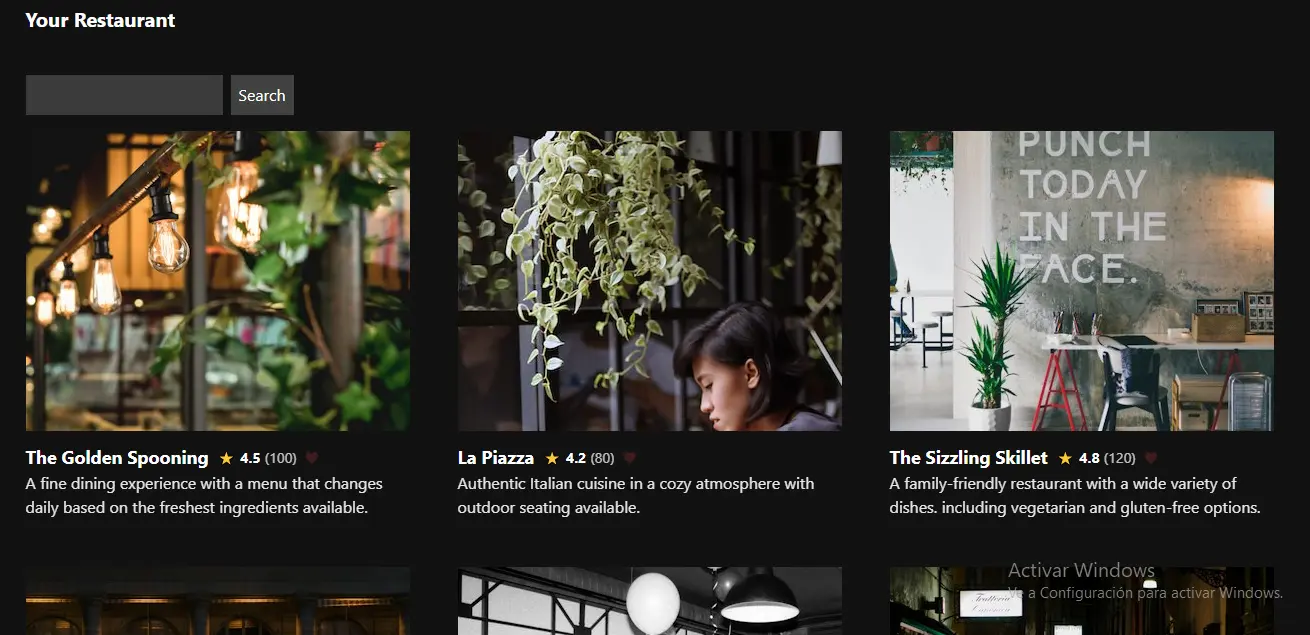 Your Restaurant
Search
PUNCH
TODAY
IN THE
FACE.
The Golden Spooning ★ 4.5 (100)
A fine dining experience with a menu that changes
daily based on the freshest ingredients available.
La Piazza ★ 4.2 (80)
Authentic Italian cuisine in a cozy atmosphere with
outdoor seating available.
The Sizzling Skillet ★ 4.8 (120)
A family-friendly restaurant with a wide variety of
dishes. including vegetarian and gluten-free options.
Activar Windows
Ve a Configuración para activar Windows.
Trattoria